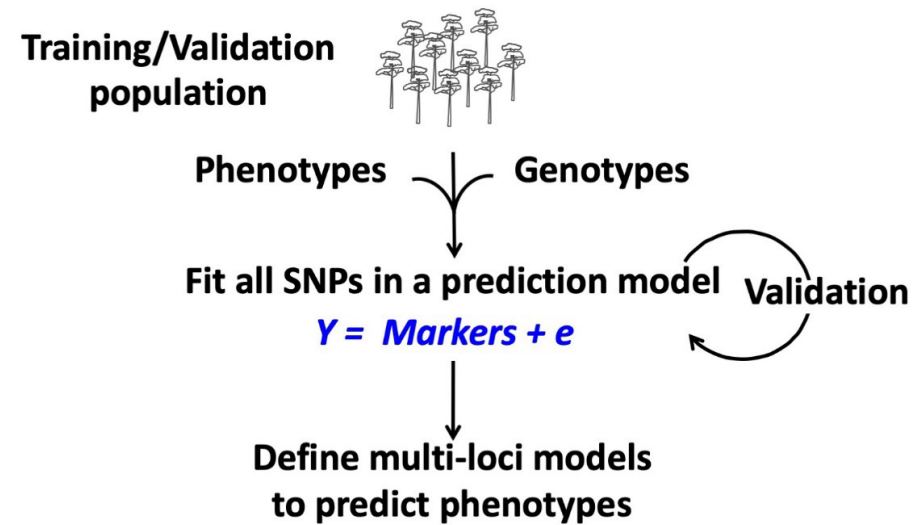 Training/Validation
population
Phenotypes
Genotypes
Fit all SNPs in a prediction model
Validation
Y = Markers + e
Define multi-loci models
to predict phenotypes